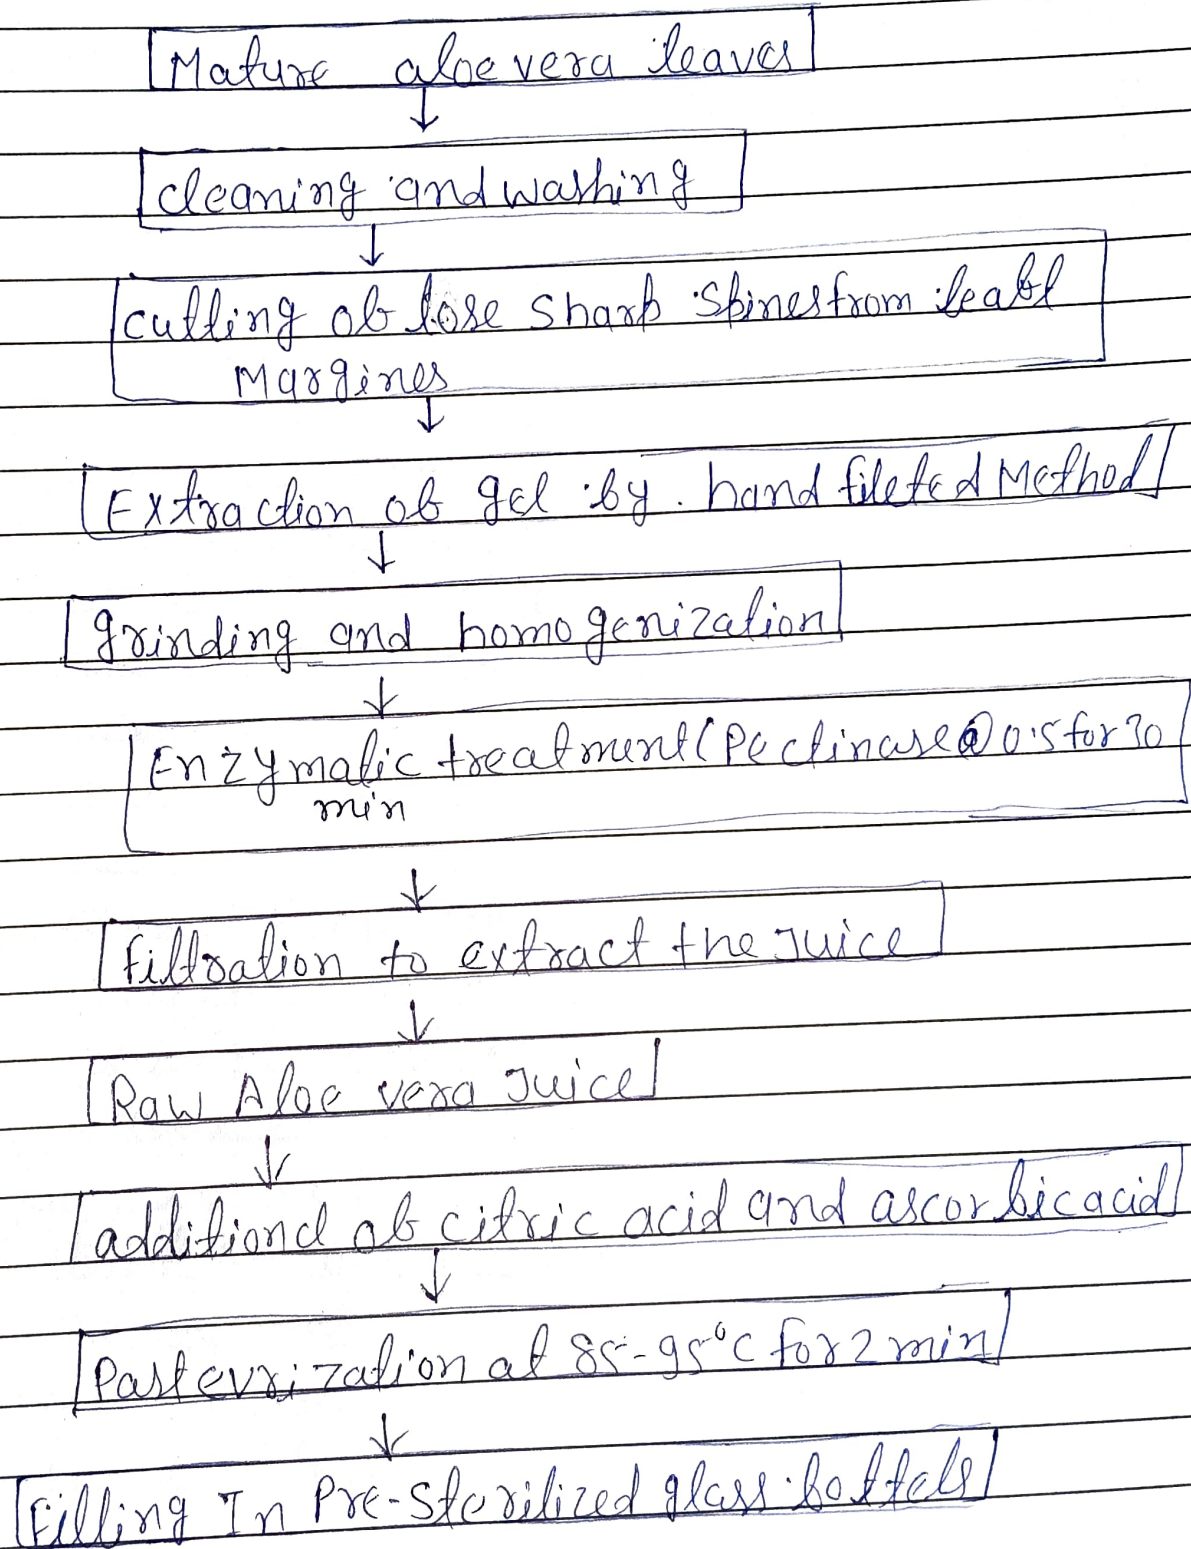 Mature aloe vera leaves
↓
cleaning and washing
↓
cutting of lose sharp spines from leafl
Margines
↓
Extraction of gel by. hand fileted Method
↓
grinding and homogenization
↓
Enzymatic treatment (Pectinase@0.5 for 30
min
↓
filtration to extract the Juice
↓
Raw Aloe vera Juice
↓
additiond of citric acid and ascorbic acid
↓
Pasteurization at 85-95°C for 2 min
↓
Filling In Pre-Sterilized glass bottels